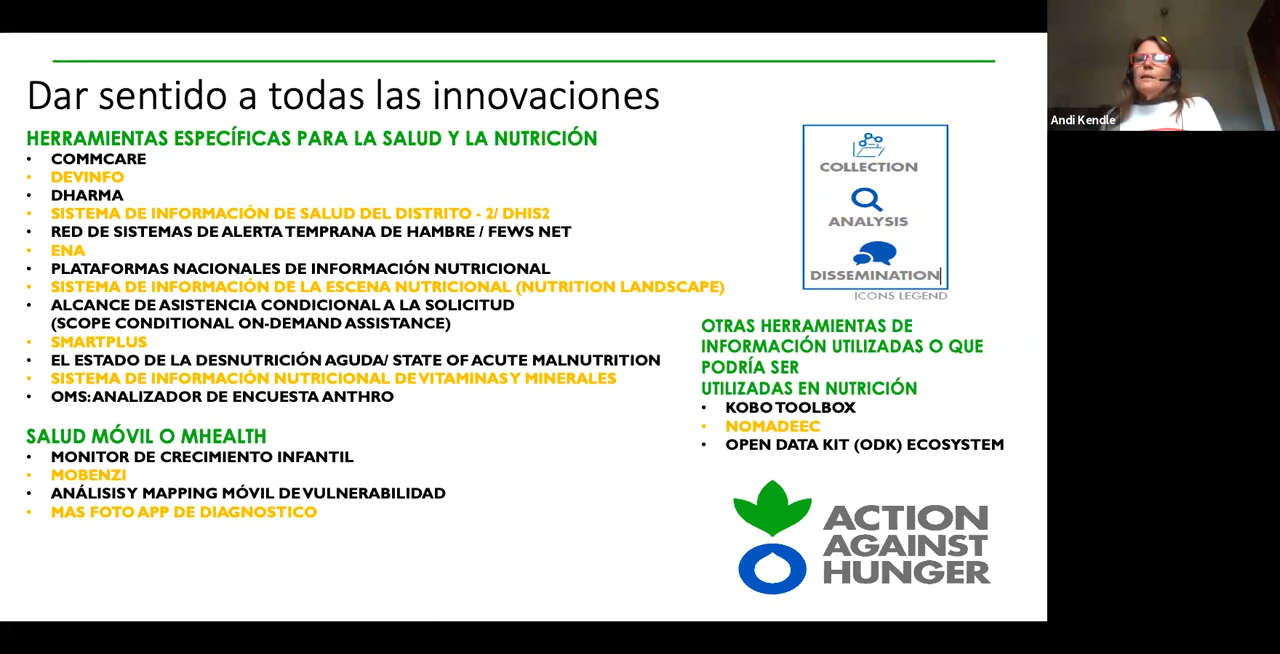 Dar sentido a todas las innovaciones
HERRAMIENTAS ESPECÍFICAS PARA LA SALUD Y LA NUTRICIÓN
• COMMCARE
• DEVINFO
• DHARMA
• SISTEMA DE INFORMACIÓN DE SALUD DEL DISTRITO - 2/ DHIS2
• RED DE SISTEMAS DE ALERTA TEMPRANA DE HAMBRE / FEWS NET
• ENA
• PLATAFORMAS NACIONALES DE INFORMACIÓN NUTRICIONAL
• SISTEMA DE INFORMACIÓN DE LA ESCENA NUTRICIONAL (NUTRITION LANDSCAPE)
• ALCANCE DE ASISTENCIA CONDICIONAL A LA SOLICITUD
(SCOPE CONDITIONAL ON-DEMAND ASSISTANCE)
• SMARTPLUS
• EL ESTADO DE LA DESNUTRICIÓN AGUDA/ STATE OF ACUTE MALNUTRITION
• SISTEMA DE INFORMACIÓN NUTRICIONAL DE VITAMINAS Y MINERALES
• OMS: ANALIZADOR DE ENCUESTA ANTHRO
SALUD MÓVIL O MHEALTH
• MONITOR DE CRECIMIENTO INFANTIL
• MOBENZI
• ANÁLISIS Y MAPPING MÓVIL DE VULNERABILIDAD
• MAS FOTO APP DE DIAGNOSTICO
COLLECTION
ANALYSIS
DISSEMINATION
ICONS LEGEND
OTRAS HERRAMIENTAS DE
INFORMACIÓN UTILIZADAS O QUE
PODRÍA SER
UTILIZADAS EN NUTRICIÓN
• KOBO TOOLBOX
• NOMADEEC
• OPEN DATA KIT (ODK) ECOSYSTEM
ACTION
AGAINST
HUNGER
Andi Kendle